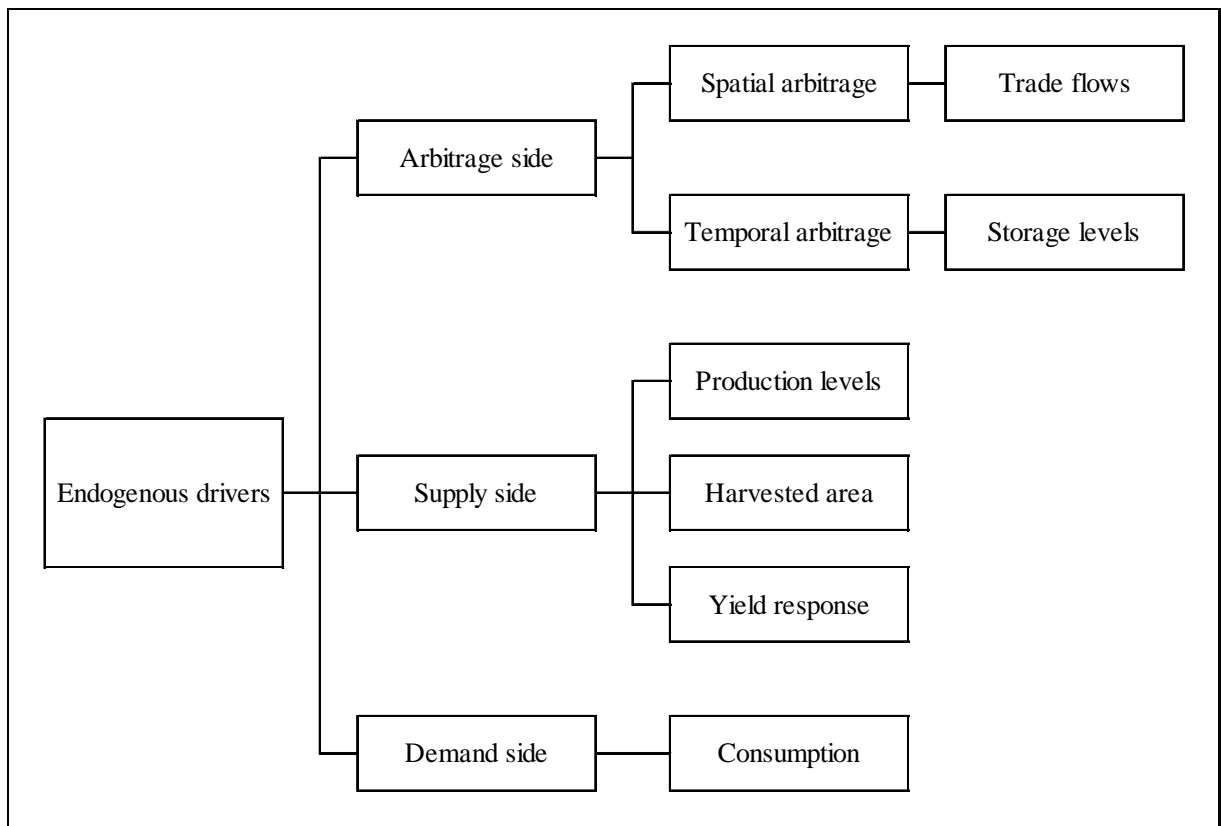 Spatial arbitrage
Trade flows
Arbitrage side
Temporal arbitrage
Storage levels
Production levels
Endogenous drivers
Supply side
Harvested area
Yield response
Demand side
Consumption